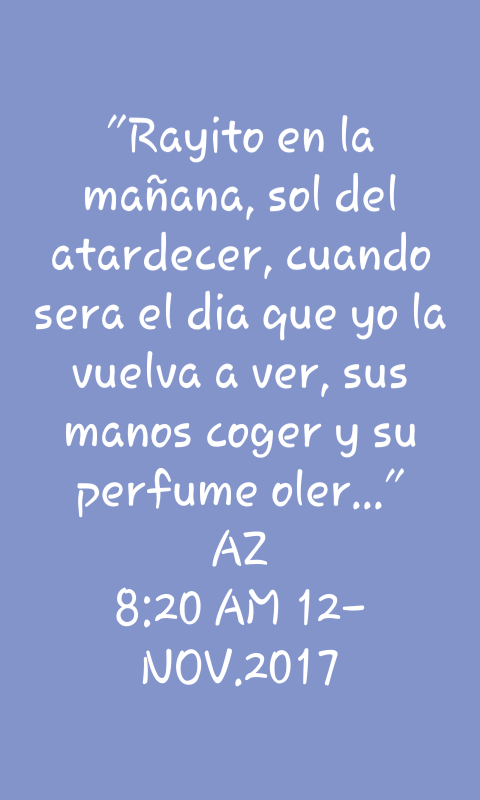 "Rayito en la
mañana, sol del
atardecer, cuando
sera el dia que yo la
vuelva a ver, sus
manos coger y su
perfume oler..."
AZ
8:20 AM 12-
NOV.2017